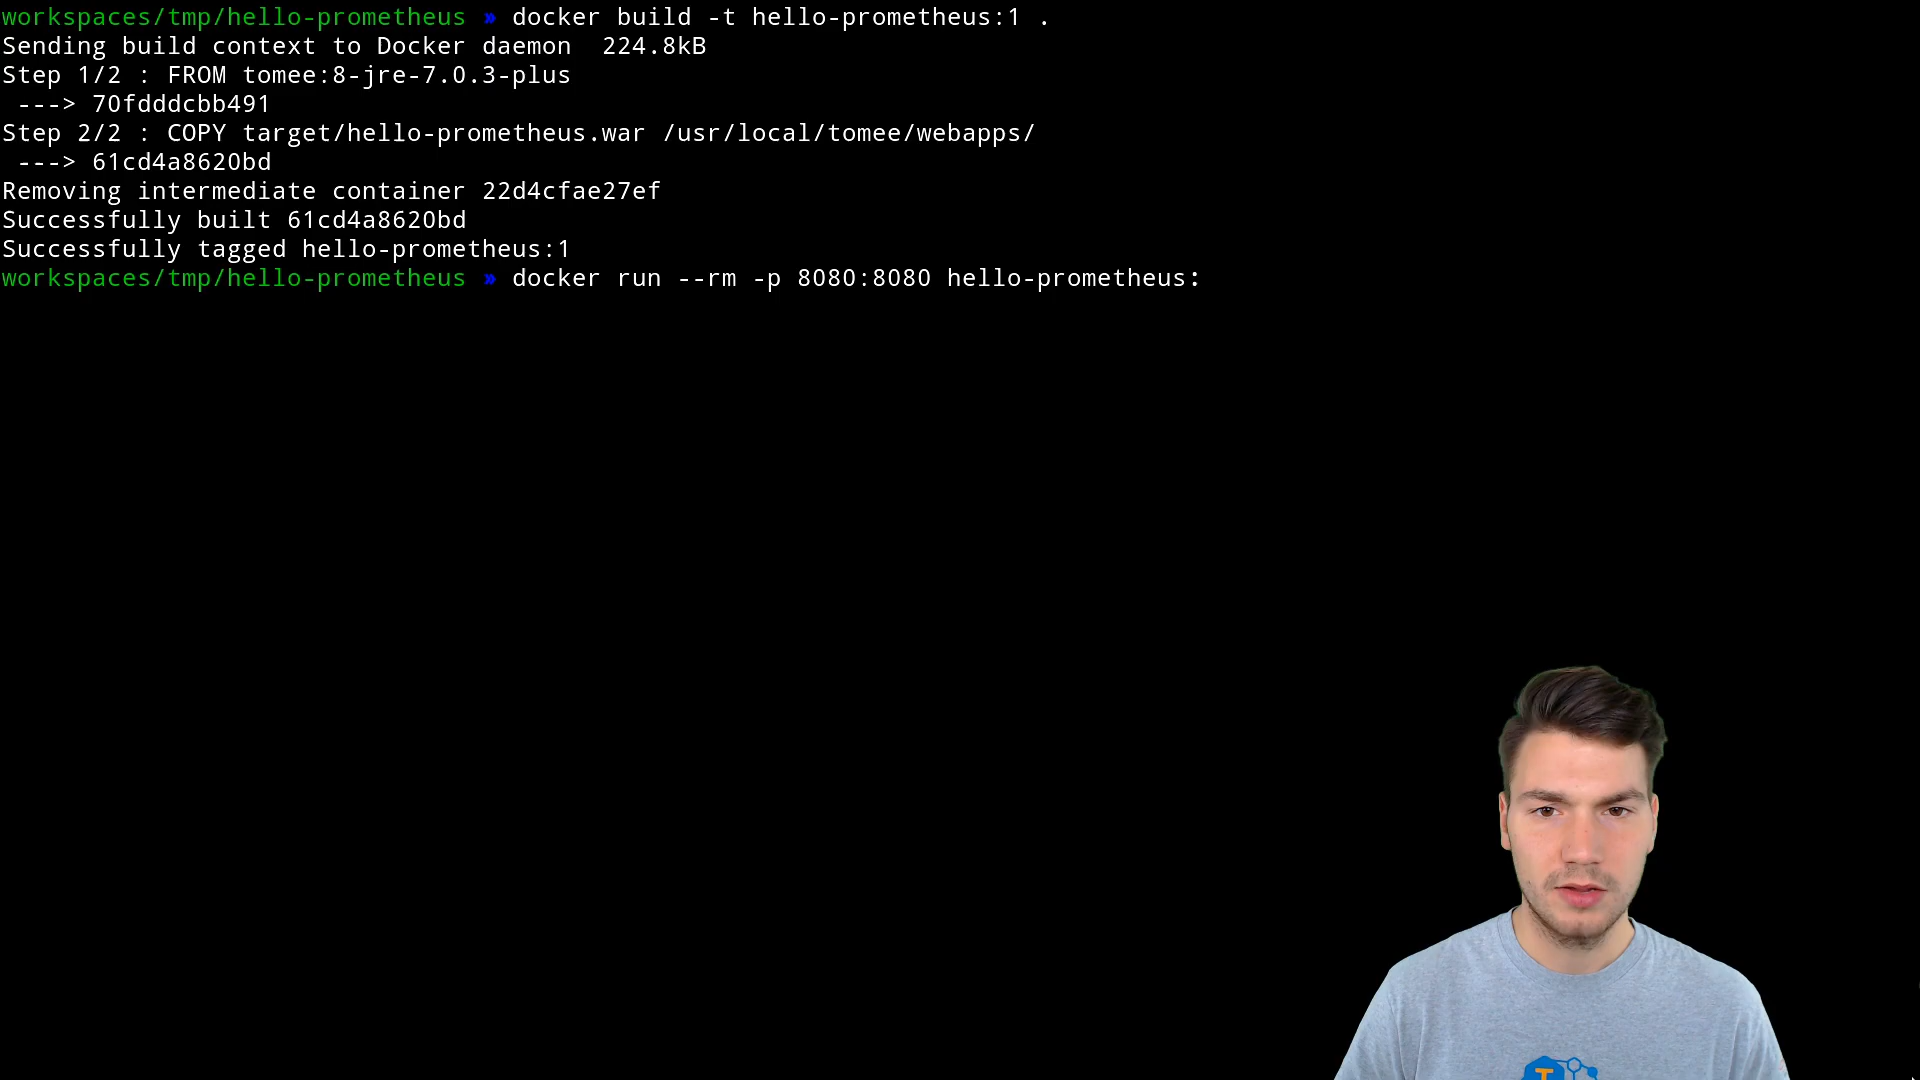 workspaces/tmp/hello-prometheus » docker build -t hello-prometheus:1 .
Sending build context to Docker daemon  224.8kB
Step 1/2 : FROM tomee:8-jre-7.0.3-plus
 ---> 70fdddcbb491
Step 2/2 : COPY target/hello-prometheus.war /usr/local/tomee/webapps/
 ---> 61cd4a8620bd
Removing intermediate container 22d4cfae27ef
Successfully built 61cd4a8620bd
Successfully tagged hello-prometheus:1
workspaces/tmp/hello-prometheus » docker run --rm -p 8080:8080 hello-prometheus:
T